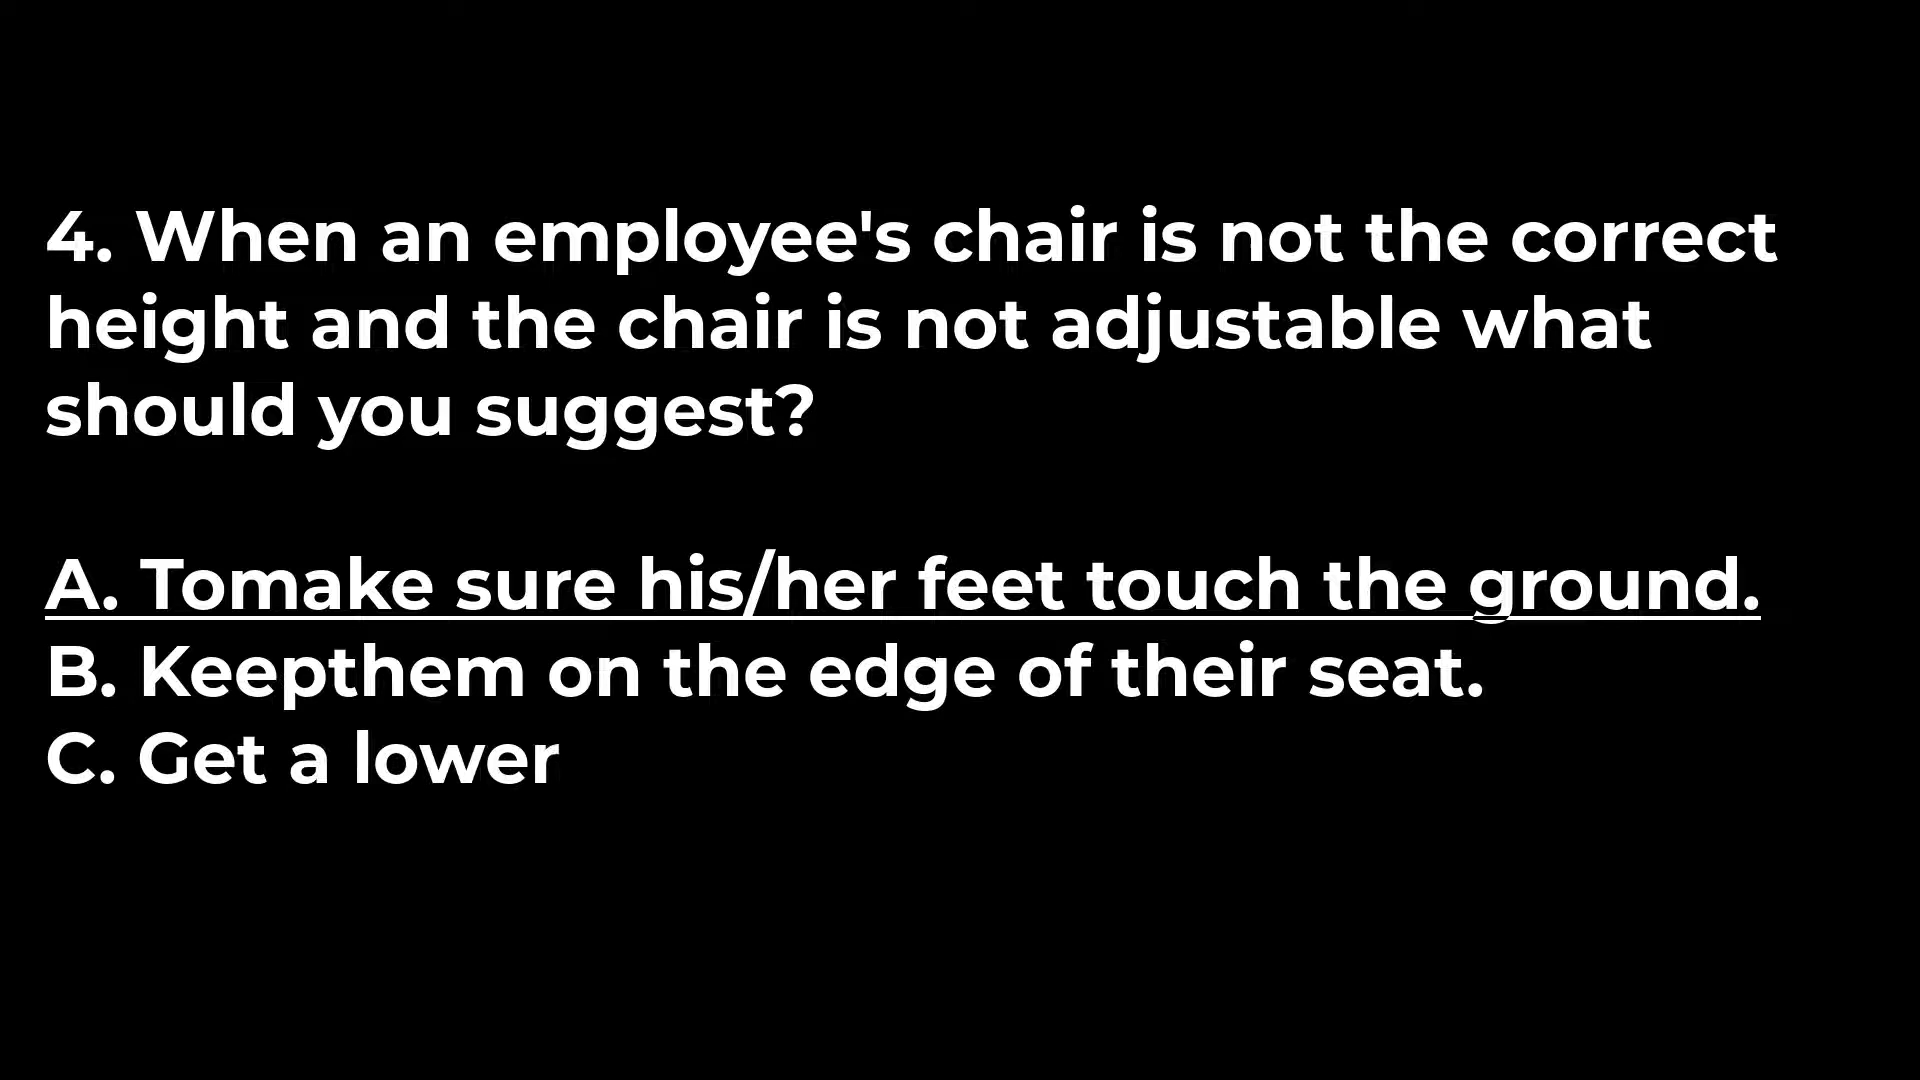 4. When an employee's chair is not the correct
height and the chair is not adjustable what
should you suggest?
A. Tomake sure his/her feet touch the ground.
B. Keepthem on the edge of their seat.
C. Get a lower